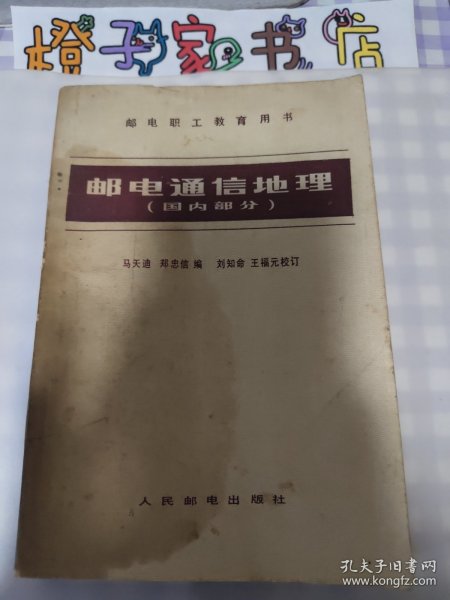 橙子家书店
邮电职工教育用书
邮电通信地理
(国内部分)
马天迪 郑忠信 编 刘知命 王福元校订
人民邮电出版社
孔夫子旧书网
www.kongfz.com